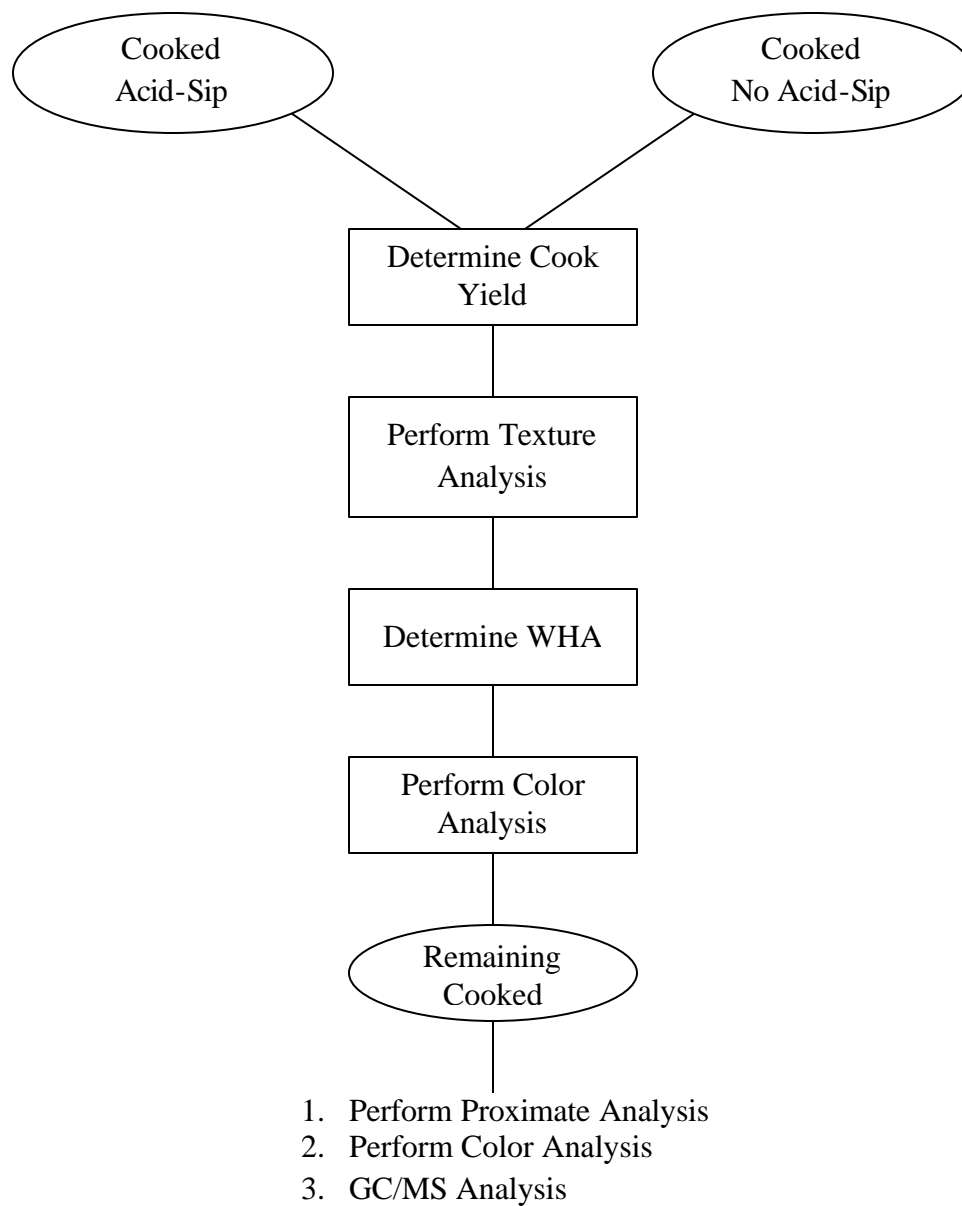 Cooked
Acid-Sip
Cooked
No Acid-Sip
Determine Cook
Yield
Perform Texture
Analysis
Determine WHA
Perform Color
Analysis
Remaining
Cooked
1. Perform Proximate Analysis
2. Perform Color Analysis
3. GC/MS Analysis